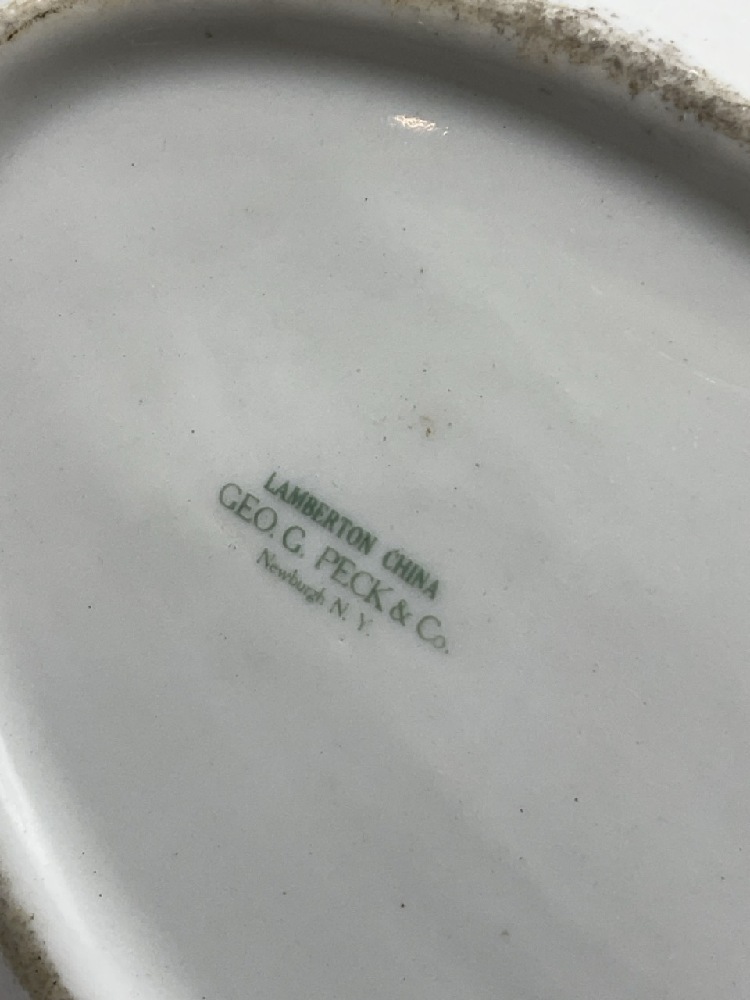 LAMBERTON CHINA
GEO. G. PECK & Co.
Newburgh N. Y.